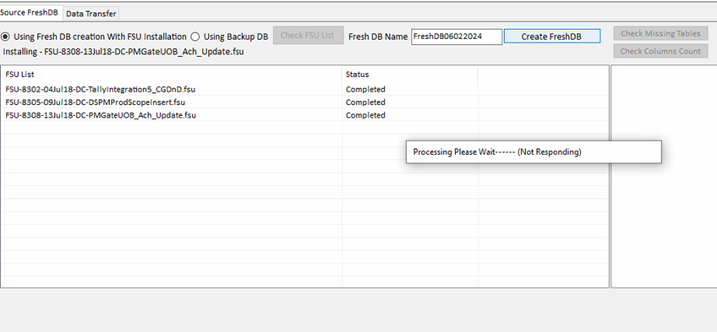 Source FreshDB Data Transfer
Using Fresh DB creation With FSU Installation Using Backup DB Check FSU List Fresh DB Name FreshDB06022024 Create FreshDB Check Missing Tables
Installing - FSU-8308-13Jul18-DC-PMGateUOB_Ach_Update.fsu Check Columns Count
FSU List Status
FSU-8302-04Jul18-DC-TallyIntegration5_CGDnD.fsu Completed
FSU-8305-09Jul18-DC-DSPMProdScopeInsert.fsu Completed
FSU-8308-13Jul18-DC-PMGateUOB_Ach_Update.fsu Completed
Processing Please Wait------ (Not Responding)